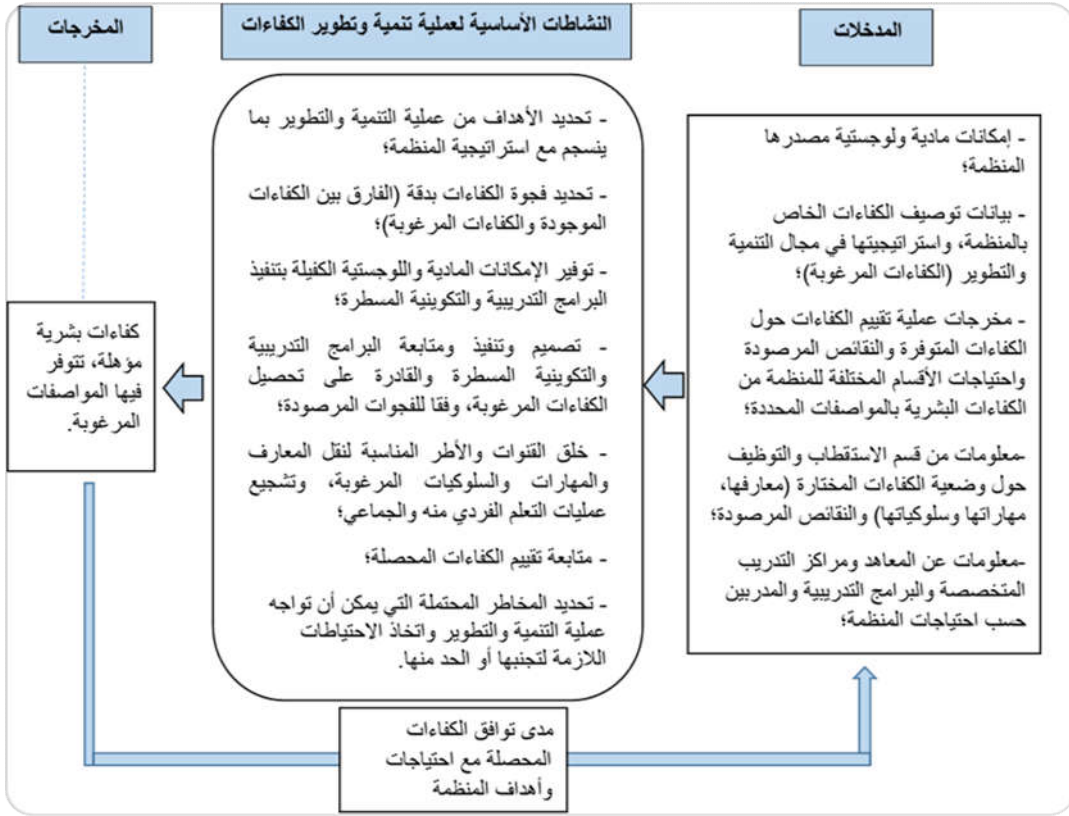 المدخلات
النشاطات الأساسية لعملية تنمية وتطوير الكفاءات
المخرجات
- إمكانات مادية ولوجستية مصدرها
المنظمة؛
- بيانات توصيف الكفاءات الخاص
بالمنظمة، واستراتيجيتها في مجال التنمية
والتطوير (الكفاءات المرغوبة)؛
- مخرجات عملية تقييم الكفاءات حول
الكفاءات المتوفرة والنقائص المرصودة
واحتياجات الأقسام المختلفة للمنظمة من
الكفاءات البشرية بالمواصفات المحددة؛
-معلومات من قسم الاستقطاب والتوظيف
حول وضعية الكفاءات المختارة (معارفها،
مهاراتها وسلوكياتها) والنقائص المرصودة؛
-معلومات عن المعاهد ومراكز التدريب
المتخصصة والبرامج التدريبية والمدربين
حسب احتياجات المنظمة؛
- تحديد الأهداف من عملية التنمية والتطوير بما
ينسجم مع استراتيجية المنظمة؛
- تحديد فجوة الكفاءات بدقة (الفارق بين الكفاءات
الموجودة والكفاءات المرغوبة)؛
- توفير الإمكانات المادية واللوجستية الكفيلة بتنفيذ
البرامج التدريبية والتكوينية المسطرة؛
- تصميم وتنفيذ ومتابعة البرامج التدريبية
والتكوينية المسطرة والقادرة على تحصيل
الكفاءات المرغوبة، وفقا للفجوات المرصودة؛
- خلق القنوات والأطر المناسبة لنقل المعارف
والمهارات والسلوكيات المرغوبة، وتشجيع
عمليات التعلم الفردي منه والجماعي؛
- متابعة تقييم الكفاءات المحصلة؛
- تحديد المخاطر المحتملة التي يمكن أن تواجه
عملية التنمية والتطوير واتخاذ الاحتياطات
اللازمة لتجنبها أو الحد منها.
كفاءات بشرية
مؤهلة، تتوفر
فيها المواصفات
المرغوبة.
مدى توافق الكفاءات
المحصلة مع احتياجات
وأهداف المنظمة